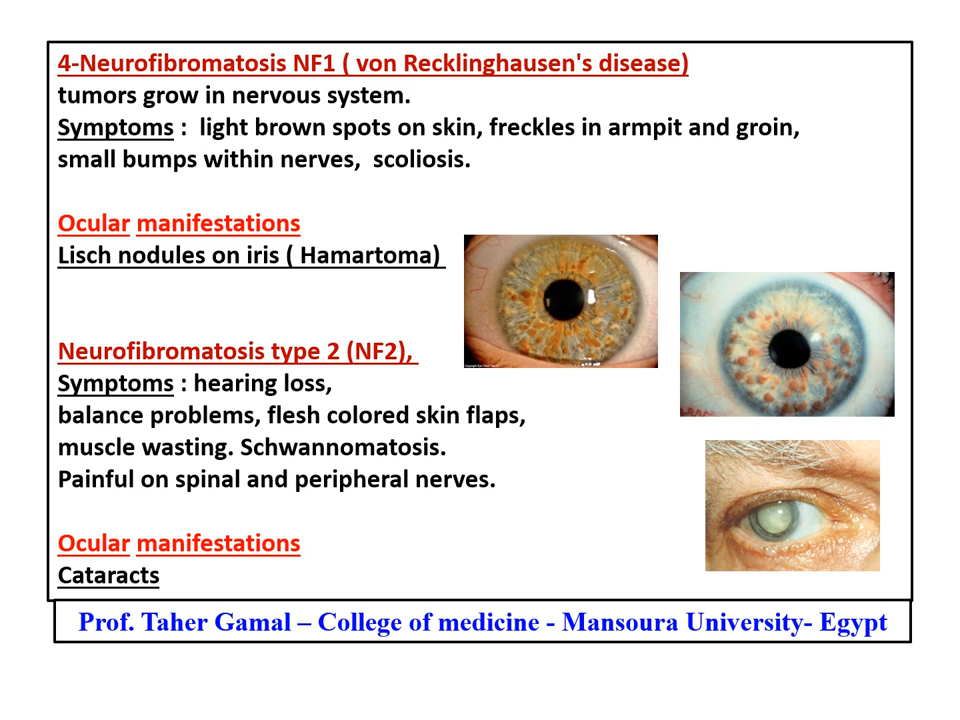 4-Neurofibromatosis NF1 ( von Recklinghausen's disease)
tumors grow in nervous system.
Symptoms :  light brown spots on skin, freckles in armpit and groin,
small bumps within nerves,  scoliosis.
Ocular manifestations
Lisch nodules on iris ( Hamartoma)
Neurofibromatosis type 2 (NF2),
Symptoms : hearing loss,
balance problems, flesh colored skin flaps,
muscle wasting. Schwannomatosis.
Painful on spinal and peripheral nerves.
Ocular manifestations
Cataracts
Prof. Taher Gamal – College of medicine - Mansoura University- Egypt